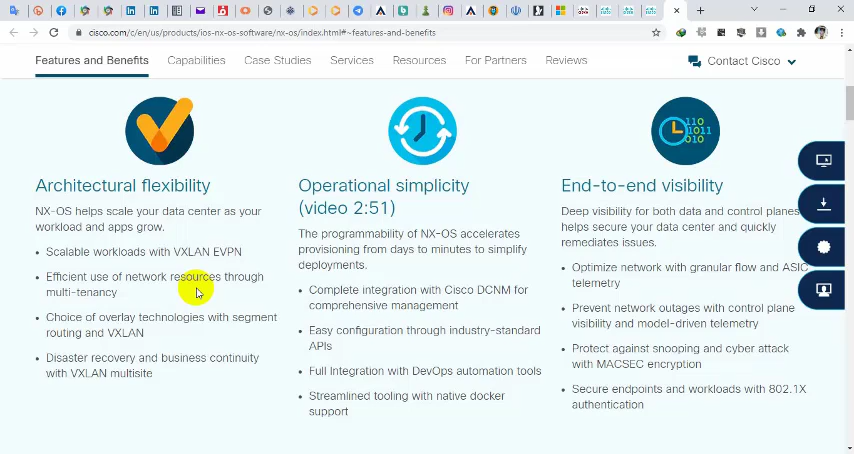 cisco.com/c/en/us/products/ios-nx-os-software/nx-os/index.html#~features-and-benefits
Features and Benefits
Capabilities
Case Studies
Services
Resources
For Partners
Reviews
Contact Cisco
Architectural flexibility
NX-OS helps scale your data center as your
workload and apps grow.
• Scalable workloads with VXLAN EVPN
• Efficient use of network resources through
multi-tenancy
• Choice of overlay technologies with segment
routing and VXLAN
• Disaster recovery and business continuity
with VXLAN multisite
Operational simplicity
(video 2:51)
The programmability of NX-OS accelerates
provisioning from days to minutes to simplify
deployments.
• Complete integration with Cisco DCNM for
comprehensive management
• Easy configuration through industry-standard
APIs
• Full Integration with DevOps automation tools
• Streamlined tooling with native docker
support
110
1011
010
End-to-end visibility
Deep visibility for both data and control planes
helps secure your data center and quickly
remediates issues.
• Optimize network with granular flow and ASIC
telemetry
• Prevent network outages with control plane
visibility and model-driven telemetry
• Protect against snooping and cyber attack
with MACSEC encryption
• Secure endpoints and workloads with 802.1X
authentication